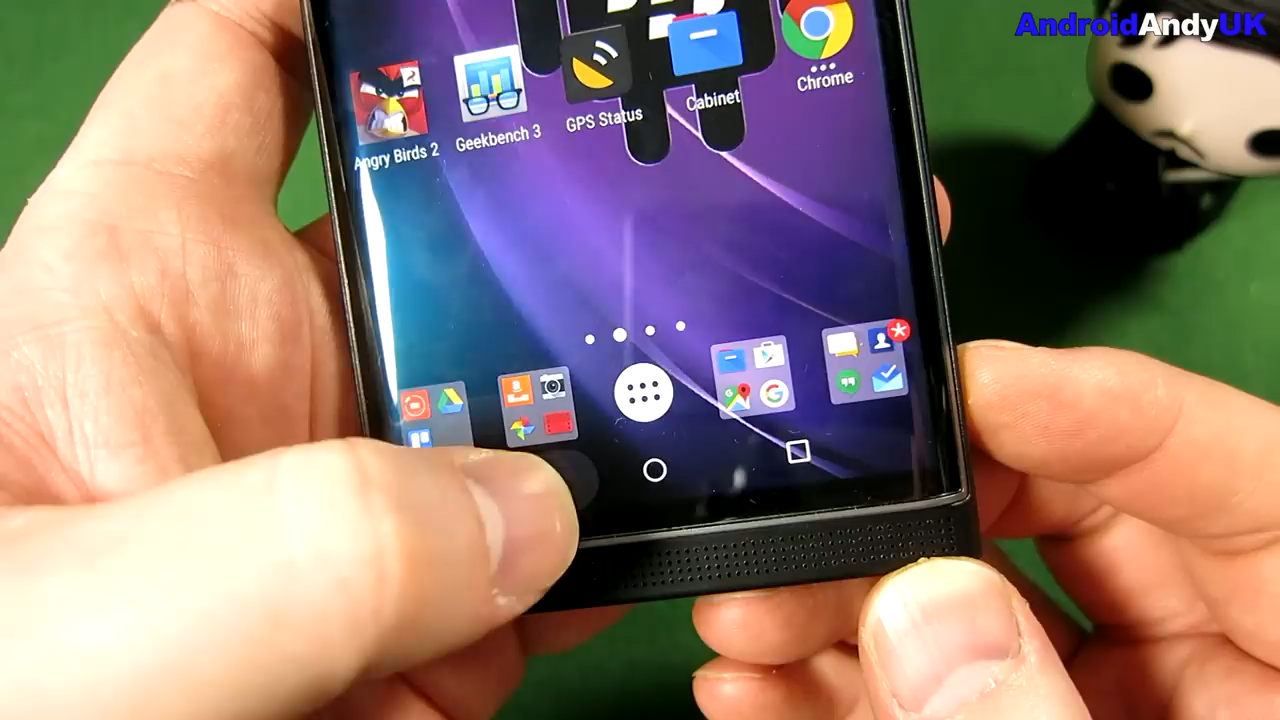 AndroidAndyUK
Angry Birds 2
Geekbench 3
GPS Status
Cabinet
Chrome